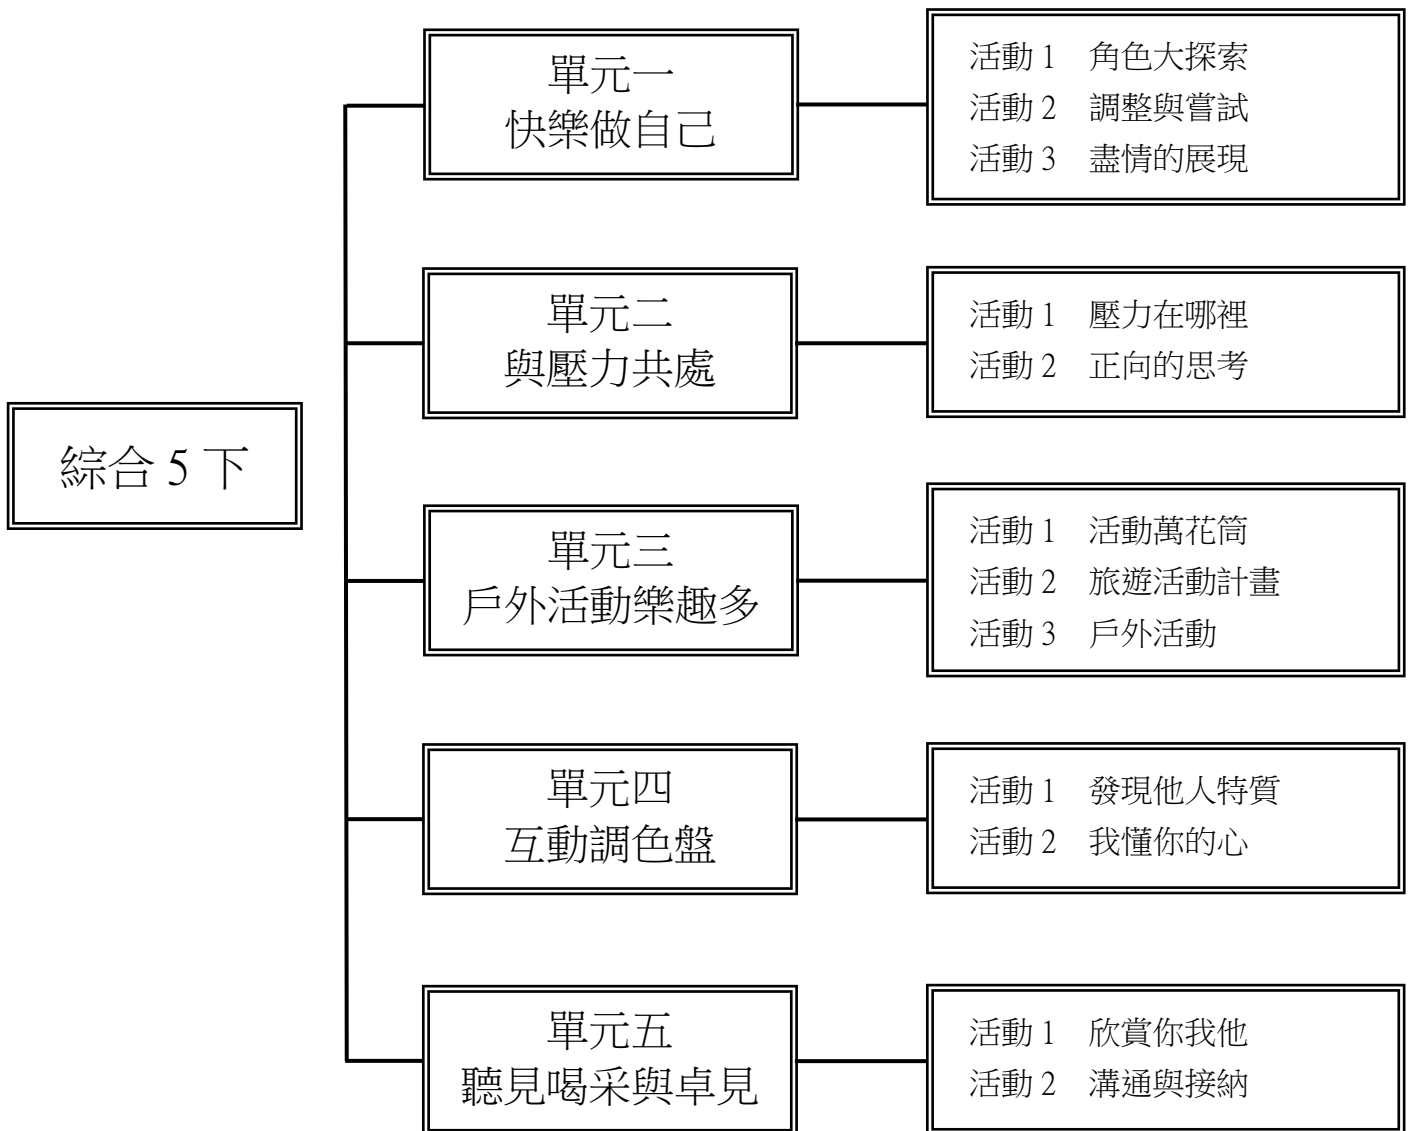 綜合 5 下
單元一
快樂做自己
活動 1 角色大探索
活動 2 調整與嘗試
活動 3 盡情的展現
單元二
與壓力共處
活動 1 壓力在哪裡
活動 2 正向的思考
單元三
戶外活動樂趣多
活動 1 活動萬花筒
活動 2 旅遊活動計畫
活動 3 戶外活動
單元四
互動調色盤
活動 1 發現他人特質
活動 2 我懂你的心
單元五
聽見喝采與卓見
活動 1 欣賞你我他
活動 2 溝通與接納